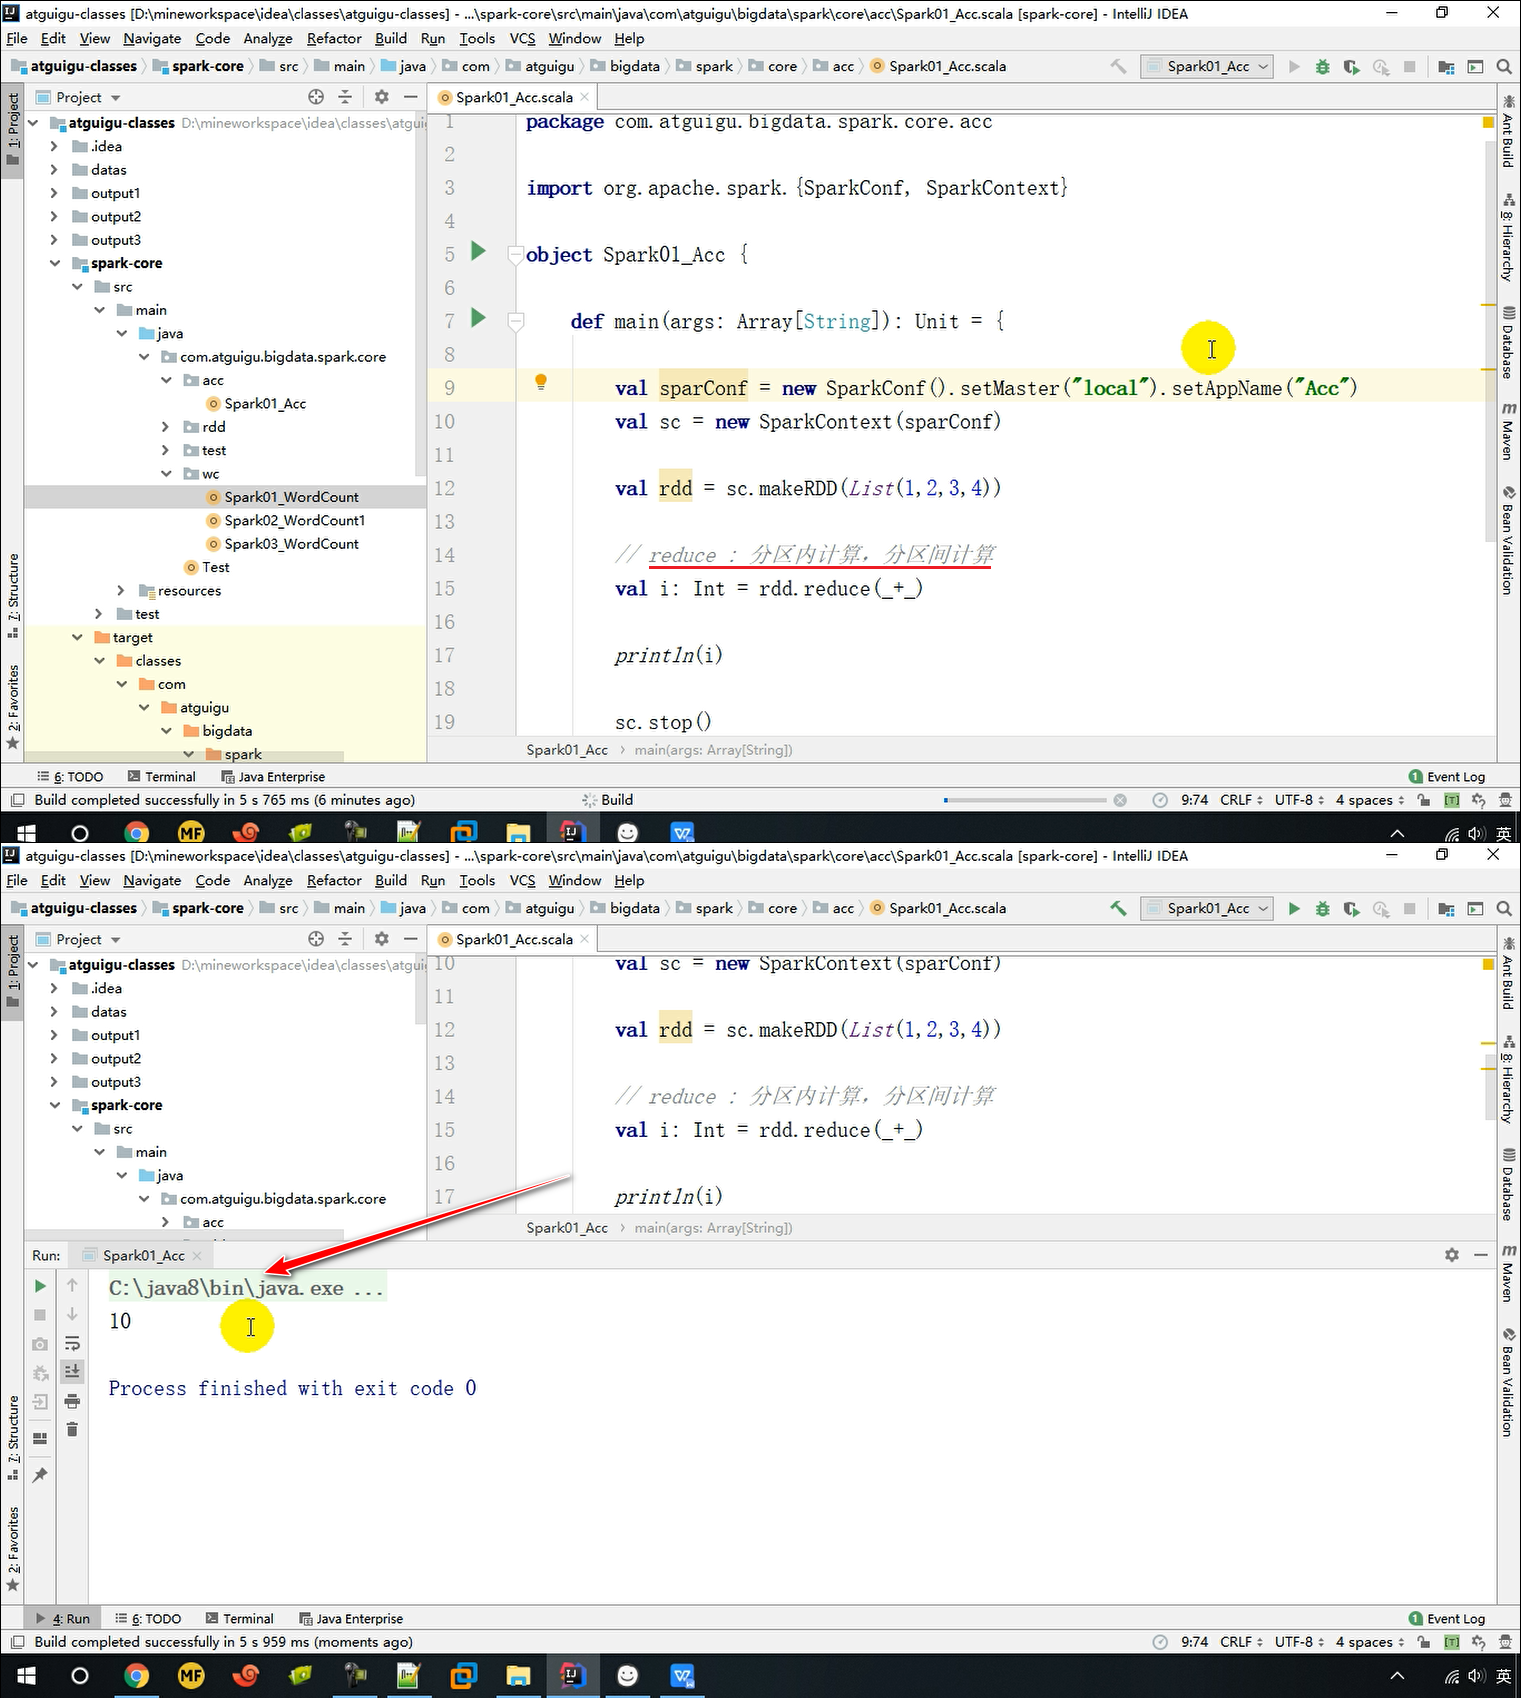 atguigu-classes [D:\mineworkspace\idea\classes\atguigu-classes] - ...\spark-core\src\main\java\com\atguigu\bigdata\spark\core\acc\Spark01_Acc.scala [spark-core] - IntelliJ IDEA
File Edit View Navigate Code Analyze Refactor Build Run Tools VCS Window Help
atguigu-classes spark-core src main java com atguigu bigdata spark core acc Spark01_Acc.scala Spark01_Acc
Project Spark01_Acc.scala
1: Project
7: Structure
2: Favorites
atguigu-classes D:\mineworkspace\idea\classes\atgui
.idea
datas
output1
output2
output3
spark-core
src
main
java
com.atguigu.bigdata.spark.core
acc
Spark01_Acc
rdd
test
wc
Spark01_WordCount
Spark02_WordCount1
Spark03_WordCount
Test
resources
test
target
classes
com
atguigu
bigdata
spark
1 package com.atguigu.bigdata.spark.core.acc
2
3 import org.apache.spark.{SparkConf, SparkContext}
4
5 object Spark01_Acc {
6
7 def main(args: Array[String]): Unit = {
8
9 val sparConf = new SparkConf().setMaster("local").setAppName("Acc")
10 val sc = new SparkContext(sparConf)
11
12 val rdd = sc.makeRDD(List(1,2,3,4))
13
14 // reduce : 分区内计算，分区间计算
15 val i: Int = rdd.reduce(_+_)
16
17 println(i)
18
19 sc.stop()
Spark01_Acc › main(args: Array[String])
Ant Build
8: Hierarchy
Database
m Maven
Bean Validation
6: TODO Terminal Java Enterprise 1 Event Log
Build completed successfully in 5 s 765 ms (6 minutes ago) Build 9:74 CRLF UTF-8 4 spaces [T]
MF IJ 英
atguigu-classes [D:\mineworkspace\idea\classes\atguigu-classes] - ...\spark-core\src\main\java\com\atguigu\bigdata\spark\core\acc\Spark01_Acc.scala [spark-core] - IntelliJ IDEA
File Edit View Navigate Code Analyze Refactor Build Run Tools VCS Window Help
atguigu-classes spark-core src main java com atguigu bigdata spark core acc Spark01_Acc.scala Spark01_Acc
Project Spark01_Acc.scala
1: Project
7: Structure
2: Favorites
atguigu-classes D:\mineworkspace\idea\classes\atgui
.idea
datas
output1
output2
output3
spark-core
src
main
java
com.atguigu.bigdata.spark.core
acc
10 val sc = new SparkContext(sparConf)
11
12 val rdd = sc.makeRDD(List(1,2,3,4))
13
14 // reduce : 分区内计算，分区间计算
15 val i: Int = rdd.reduce(_+_)
16
17 println(i)
Spark01_Acc › main(args: Array[String])
Ant Build
8: Hierarchy
Database
m Maven
Bean Validation
Run: Spark01_Acc
C:\java8\bin\java.exe ...
10
Process finished with exit code 0
4: Run 6: TODO Terminal Java Enterprise 1 Event Log
Build completed successfully in 5 s 959 ms (moments ago) 9:74 CRLF UTF-8 4 spaces [T]
MF IJ 英